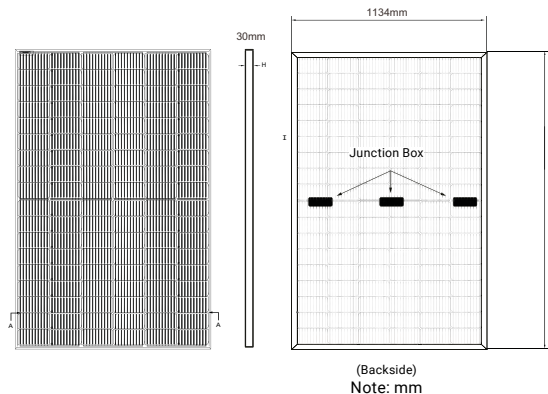 1134mm
30mm
H
I
Junction Box
A
A
(Backside)
Note: mm